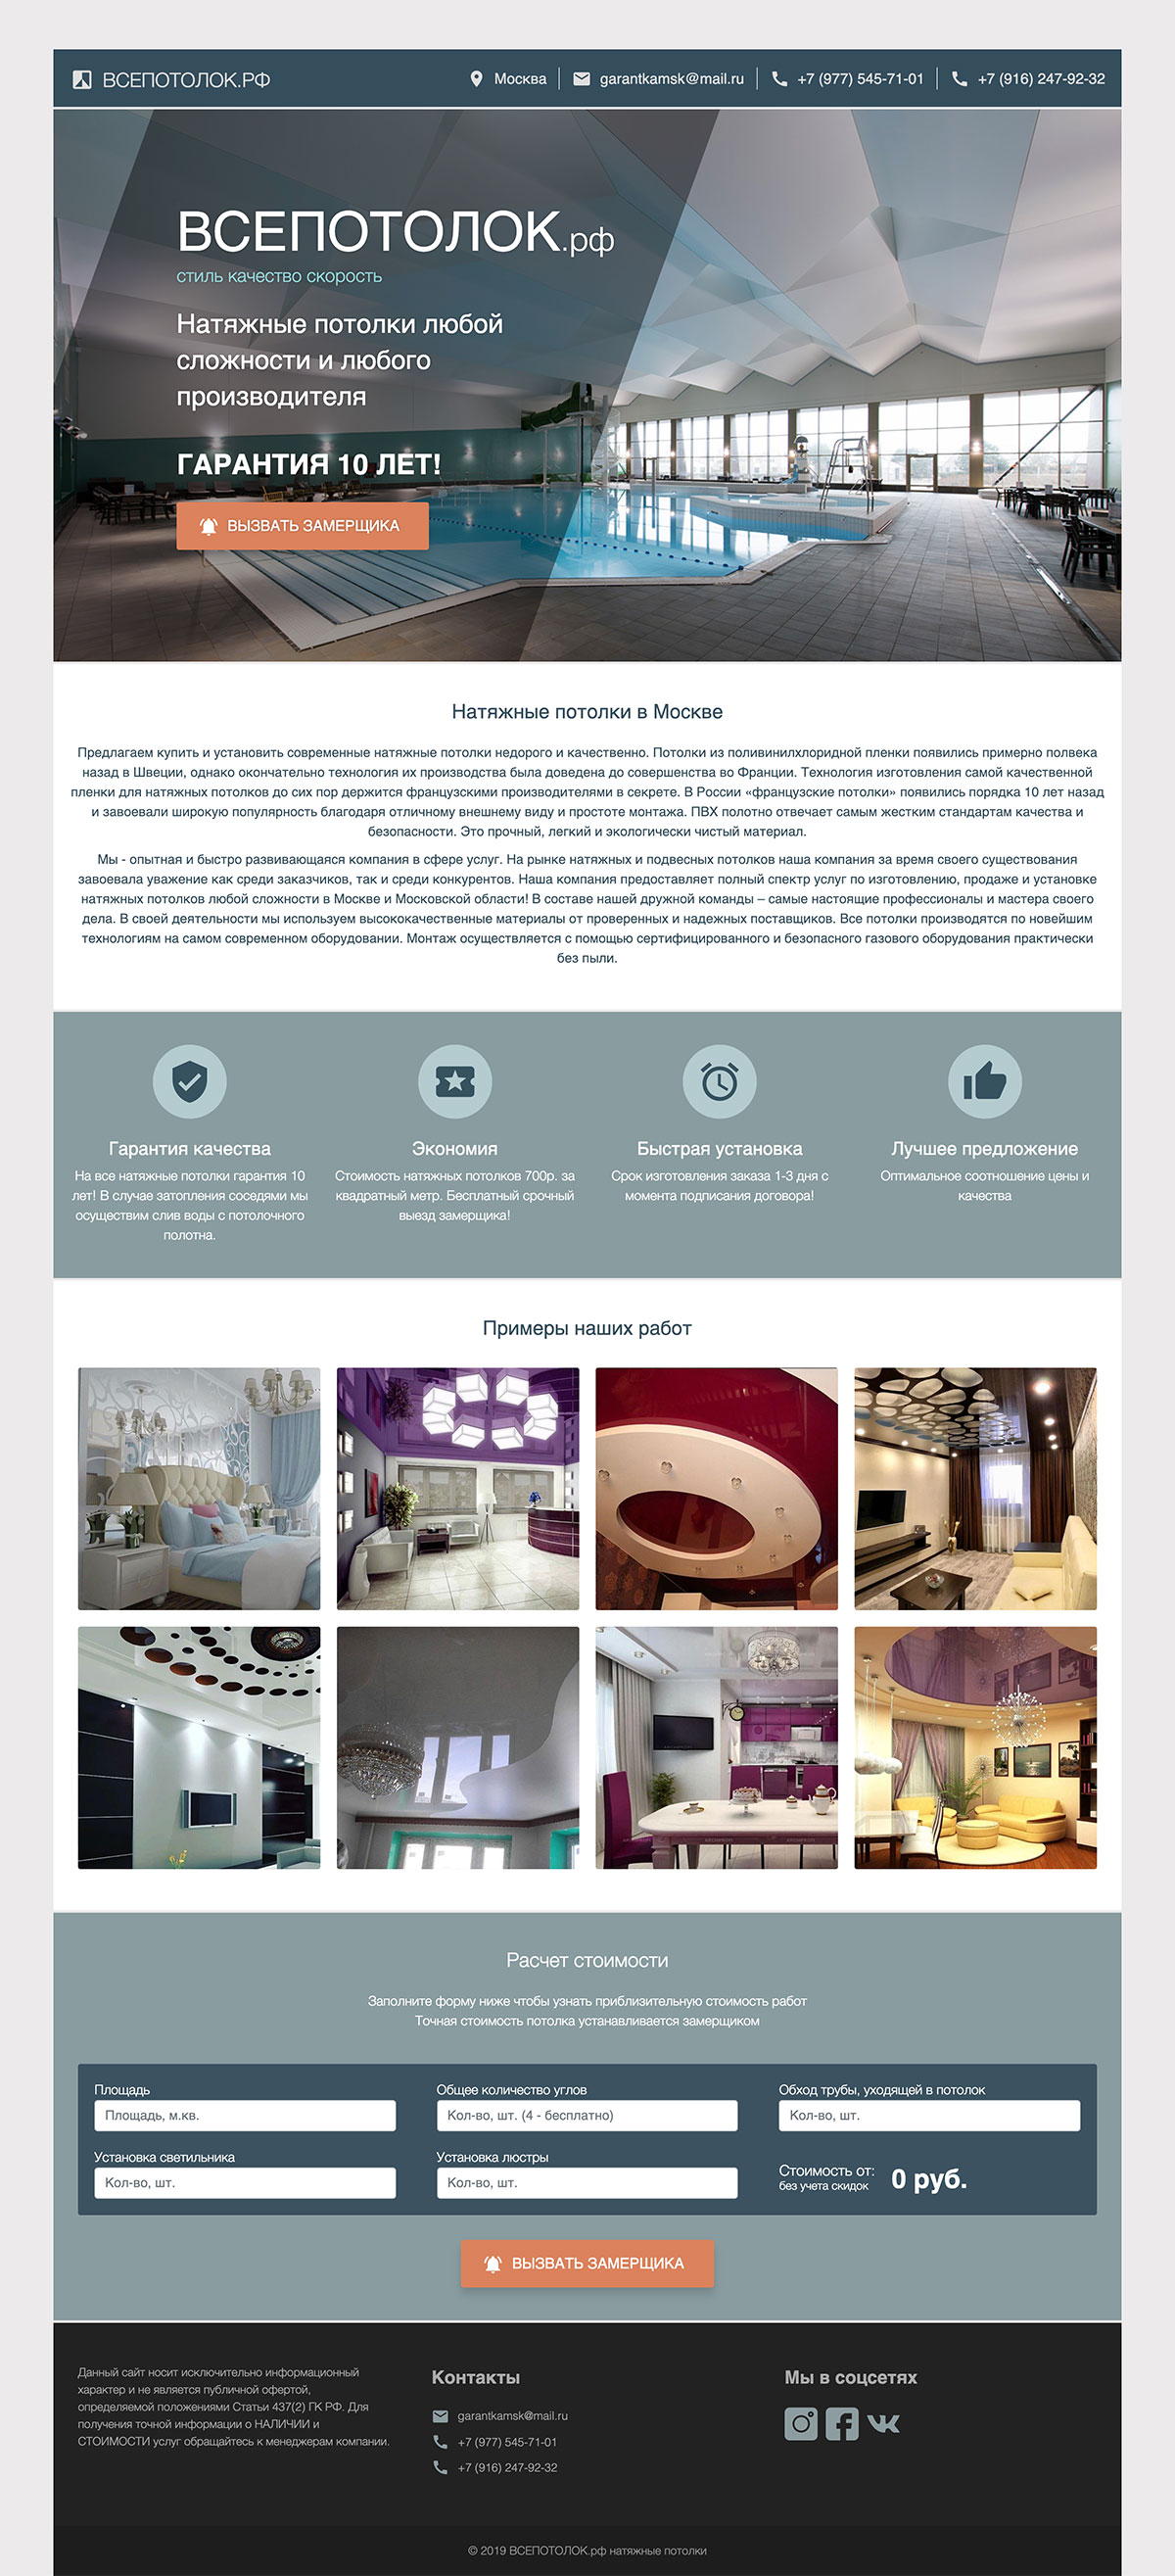 ВСЕПОТОЛОК.РФ
Москва
garantkamsk@mail.ru
+7 (977) 545-71-01
+7 (916) 247-92-32
ВСЕПОТОЛОК.рф
стиль качество скорость
Натяжные потолки любой
сложности и любого
производителя
ГАРАНТИЯ 10 ЛЕТ!
ВЫЗВАТЬ ЗАМЕРЩИКА
Натяжные потолки в Москве
Предлагаем купить и установить современные натяжные потолки недорого и качественно. Потолки из поливинилхлоридной пленки появились примерно полвека
назад в Швеции, однако окончательно технология их производства была доведена до совершенства во Франции. Технология изготовления самой качественной
пленки для натяжных потолков до сих пор держится французскими производителями в секрете. В России «французские потолки» появились порядка 10 лет назад
и завоевали широкую популярность благодаря отличному внешнему виду и простоте монтажа. ПВХ полотно отвечает самым жестким стандартам качества и
безопасности. Это прочный, легкий и экологически чистый материал.
Мы - опытная и быстро развивающаяся компания в сфере услуг. На рынке натяжных и подвесных потолков наша компания за время своего существования
завоевала уважение как среди заказчиков, так и среди конкурентов. Наша компания предоставляет полный спектр услуг по изготовлению, продаже и установке
натяжных потолков любой сложности в Москве и Московской области! В составе нашей дружной команды – самые настоящие профессионалы и мастера своего
дела. В своей деятельности мы используем высококачественные материалы от проверенных и надежных поставщиков. Все потолки производятся по новейшим
технологиям на самом современном оборудовании. Монтаж осуществляется с помощью сертифицированного и безопасного газового оборудования практически
без пыли.
Гарантия качества
На все натяжные потолки гарантия 10
лет! В случае затопления соседями мы
осуществим слив воды с потолочного
полотна.
Экономия
Стоимость натяжных потолков 700р. за
квадратный метр. Бесплатный срочный
выезд замерщика!
Быстрая установка
Срок изготовления заказа 1-3 дня с
момента подписания договора!
Лучшее предложение
Оптимальное соотношение цены и
качества
Примеры наших работ
Расчет стоимости
Заполните форму ниже чтобы узнать приблизительную стоимость работ
Точная стоимость потолка устанавливается замерщиком
Площадь
Площадь, м.кв.
Общее количество углов
Кол-во, шт. (4 - бесплатно)
Обход трубы, уходящей в потолок
Кол-во, шт.
Установка светильника
Кол-во, шт.
Установка люстры
Кол-во, шт.
Стоимость от:
без учета скидок
0 руб.
ВЫЗВАТЬ ЗАМЕРЩИКА
Данный сайт носит исключительно информационный
характер и не является публичной офертой,
определяемой положениями Статьи 437(2) ГК РФ. Для
получения точной информации о НАЛИЧИИ и
СТОИМОСТИ услуг обращайтесь к менеджерам компании.
Контакты
garantkamsk@mail.ru
+7 (977) 545-71-01
+7 (916) 247-92-32
Мы в соцсетях
© 2019 ВСЕПОТОЛОК.рф натяжные потолки